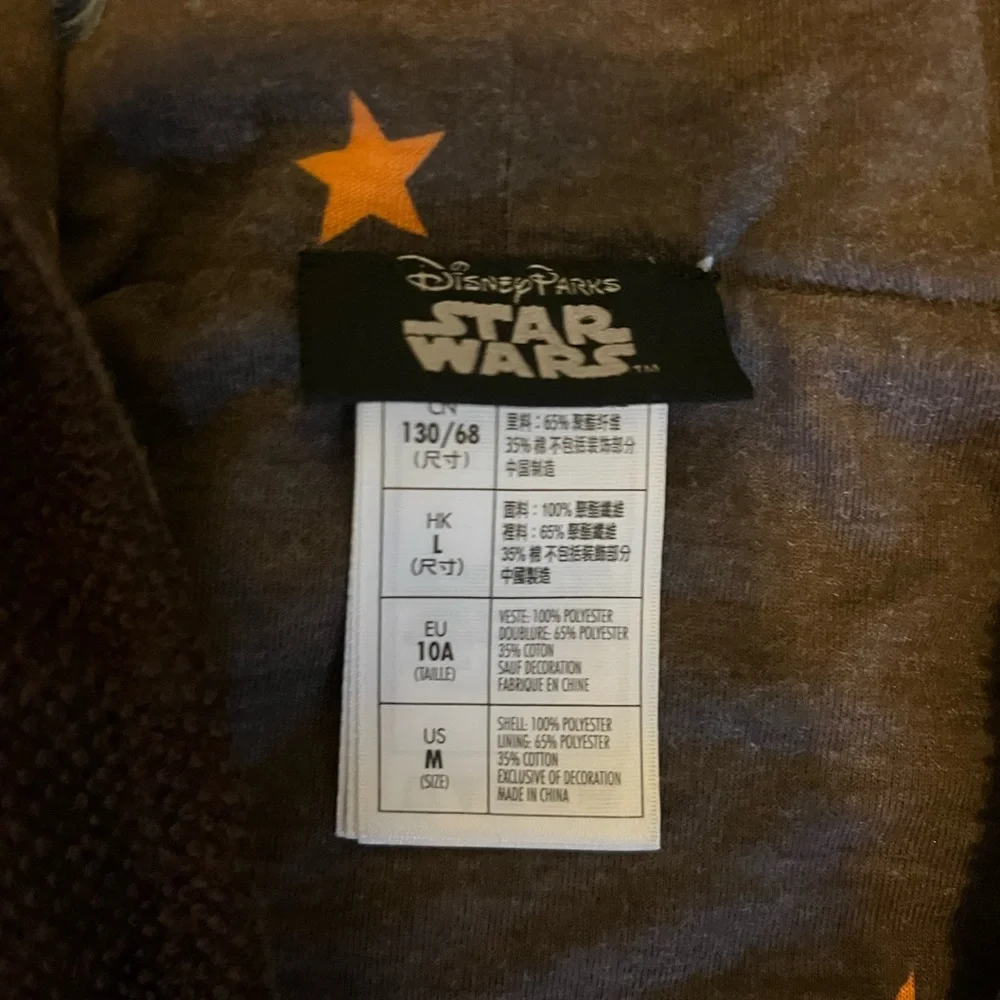 Disney Parks
STAR
WARS™
CN
130/68
(尺寸)
里料：65% 聚酯纤维
35% 棉 不包括装饰部分
中国制造
HK
L
(尺寸)
面料：100% 聚酯纖維
裡料：65% 聚酯纖維
35% 棉 不包括裝飾部分
中國製造
EU
10A
(TAILLE)
VESTE: 100% POLYESTER
DOUBLURE: 65% POLYESTER
35% COTON
SAUF DECORATION
FABRIQUE EN CHINE
US
M
(SIZE)
SHELL: 100% POLYESTER
LINING: 65% POLYESTER
35% COTTON
EXCLUSIVE OF DECORATION
MADE IN CHINA